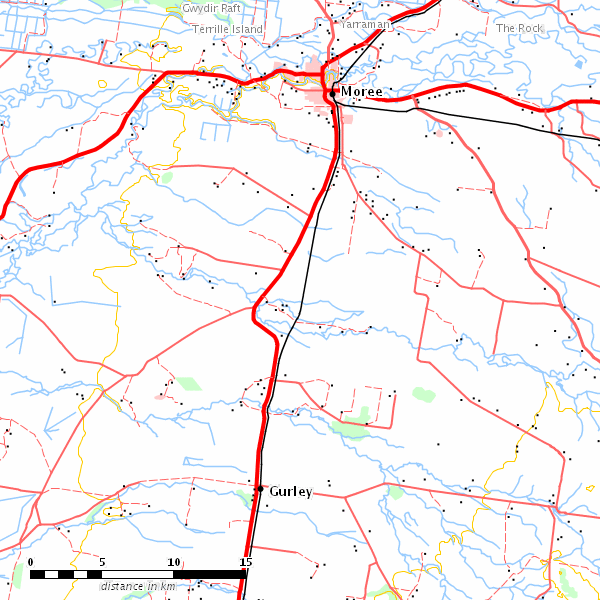 Gwydir Raft
Terrille Island
Yarraman
The Rock
Moree
Gurley
0 5 10 15
distance in km